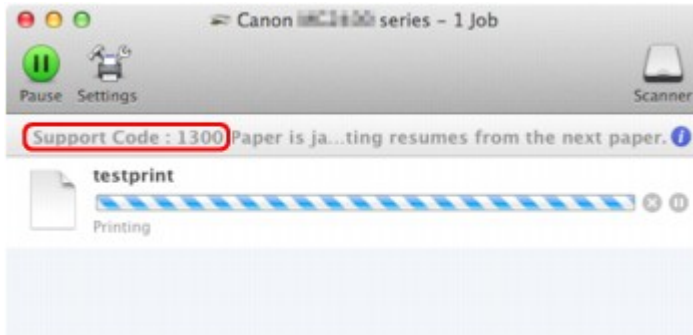 Canon series - 1 Job
Pause Settings Scanner
Support Code : 1300 Paper is ja...ting resumes from the next paper.
testprint
Printing